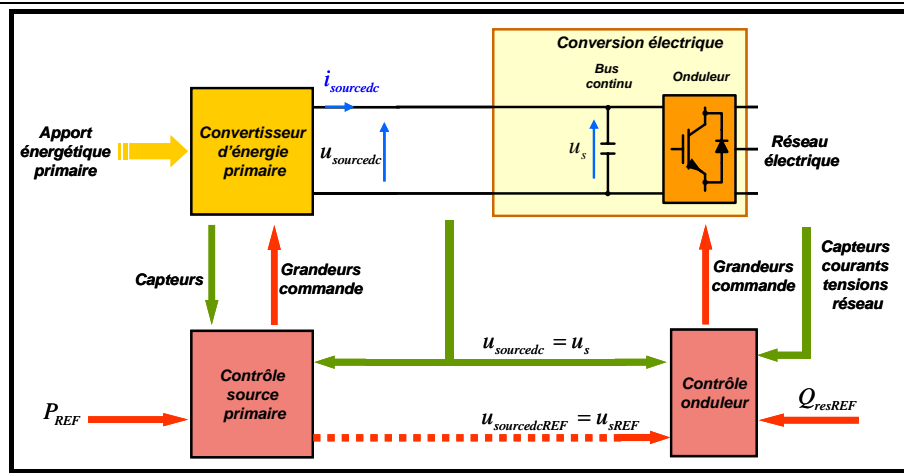 Conversion électrique
i_sourcedc
Bus
continu
Onduleur
Apport
énergétique
primaire
Convertisseur
d'énergie
primaire
u_sourcedc
u_s
Réseau
électrique
Capteurs
Grandeurs
commande
Grandeurs
commande
Capteurs
courants
tensions
réseau
u_sourcedc = u_s
Contrôle
source
primaire
Contrôle
onduleur
P_REF
Q_resREF
u_sourcedcREF = u_sREF